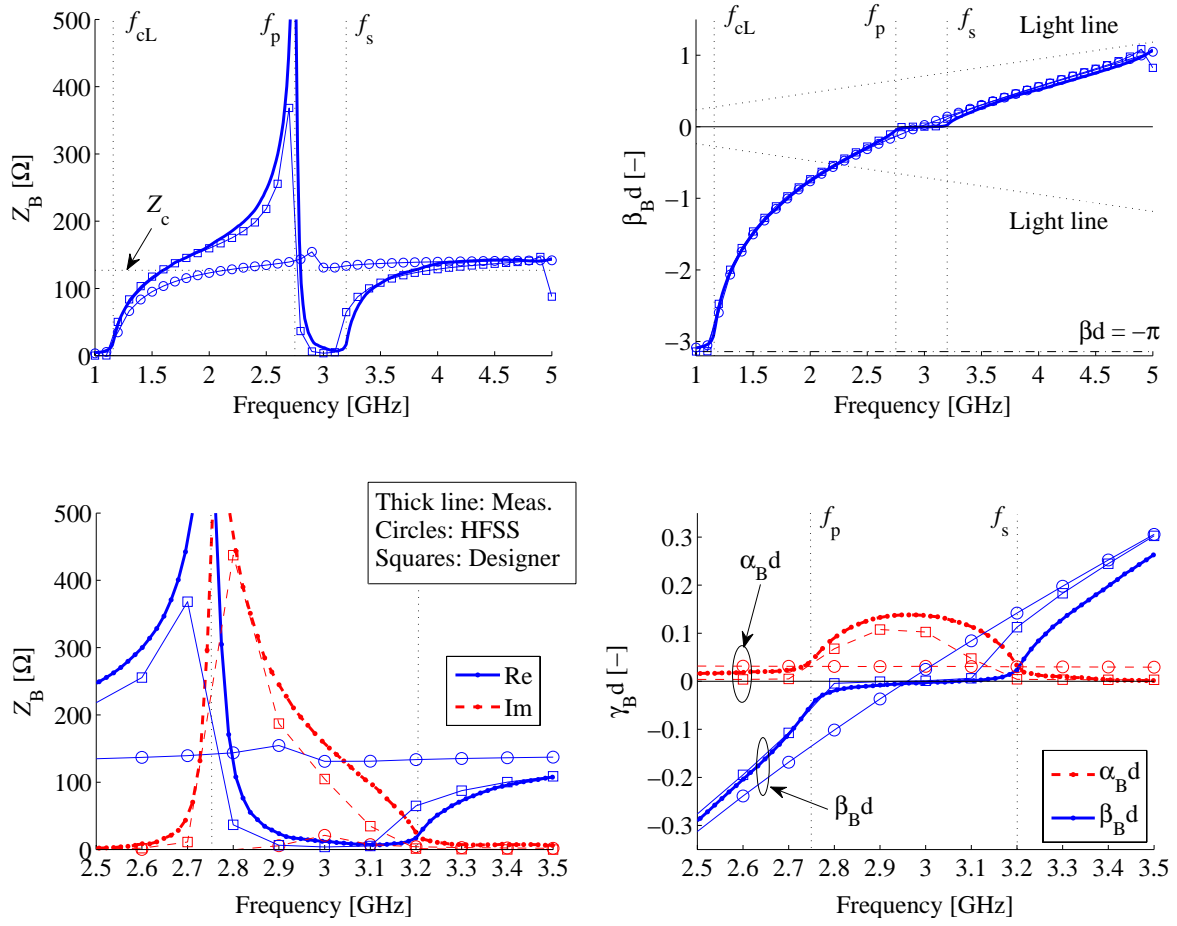 f_cL f_p f_s
500
400
300
200
100
0
Z_B [Ω]
Z_c
1 1.5 2 2.5 3 3.5 4 4.5 5
Frequency [GHz]
f_cL f_p f_s
Light line
1
0
−1
−2
−3
β_B d [−]
Light line
βd = −π
1 1.5 2 2.5 3 3.5 4 4.5 5
Frequency [GHz]
500
400
300
200
100
0
Z_B [Ω]
Thick line: Meas.
Circles: HFSS
Squares: Designer
Re
Im
2.5 2.6 2.7 2.8 2.9 3 3.1 3.2 3.3 3.4 3.5
Frequency [GHz]
f_p f_s
0.3
0.2
0.1
0
−0.1
−0.2
−0.3
γ_B d [−]
α_B d
β_B d
α_B d
β_B d
2.5 2.6 2.7 2.8 2.9 3 3.1 3.2 3.3 3.4 3.5
Frequency [GHz]